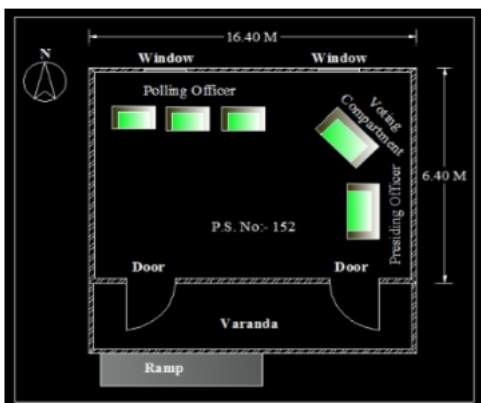 16.40 M
N
Window
Window
Polling Officer
Voting
Compartment
6.40 M
Presiding Officer
P.S. No:- 152
Door
Door
Varanda
Ramp